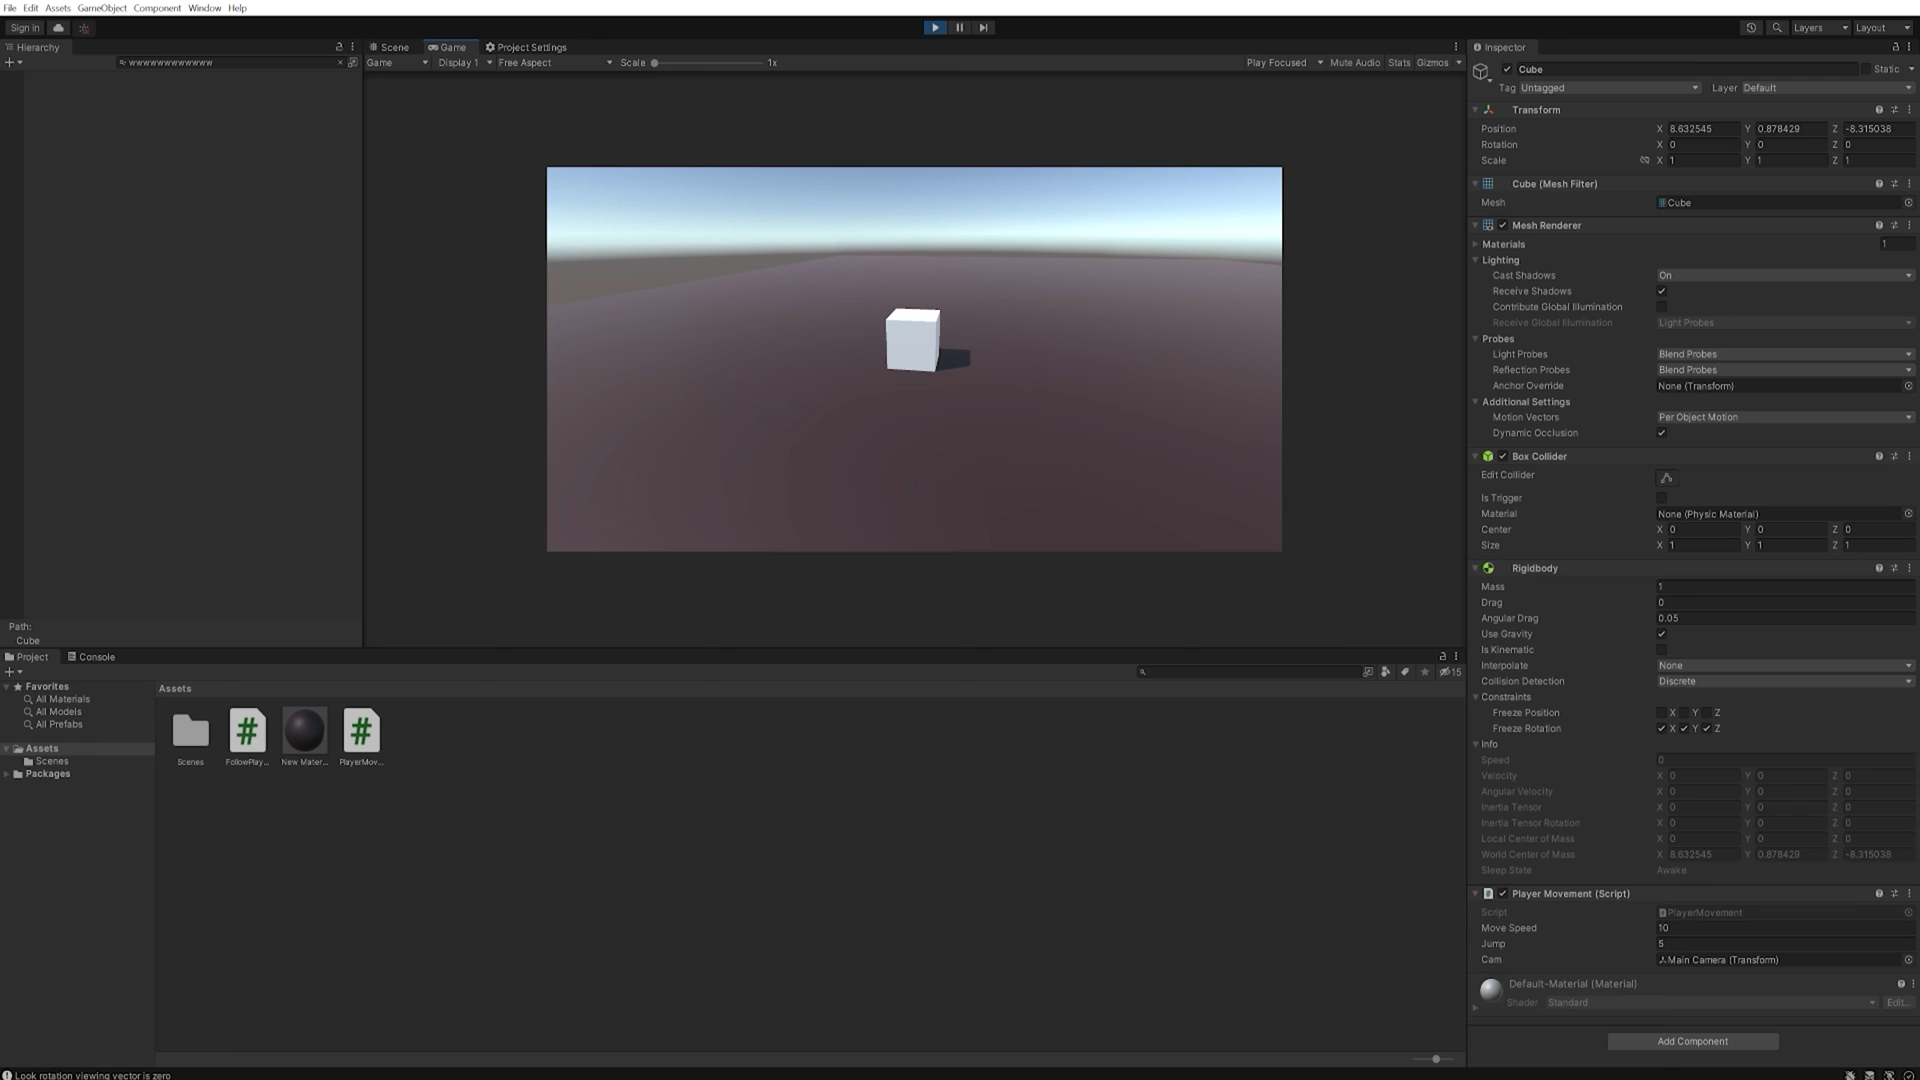 File Edit Assets GameObject Component Window Help
Sign in
Layers Layout
Hierarchy
wwwwwwwwwwwww
Path:
Cube
Scene Game Project Settings
Game Display 1 Free Aspect Scale 1x Play Focused Mute Audio Stats Gizmos
Project Console
15
Favorites
All Materials
All Models
All Prefabs
Assets
Scenes
Packages
Assets
Scenes FollowPlay... New Mater... PlayerMov...
Look rotation viewing vector is zero
Inspector
Cube Static
Tag Untagged Layer Default
Transform
Position X 8.632545 Y 0.878429 Z -8.315038
Rotation X 0 Y 0 Z 0
Scale X 1 Y 1 Z 1
Cube (Mesh Filter)
Mesh Cube
Mesh Renderer
Materials 1
Lighting
Cast Shadows On
Receive Shadows
Contribute Global Illumination
Receive Global Illumination Light Probes
Probes
Light Probes Blend Probes
Reflection Probes Blend Probes
Anchor Override None (Transform)
Additional Settings
Motion Vectors Per Object Motion
Dynamic Occlusion
Box Collider
Edit Collider
Is Trigger
Material None (Physic Material)
Center X 0 Y 0 Z 0
Size X 1 Y 1 Z 1
Rigidbody
Mass 1
Drag 0
Angular Drag 0.05
Use Gravity
Is Kinematic
Interpolate None
Collision Detection Discrete
Constraints
Freeze Position X Y Z
Freeze Rotation X Y Z
Info
Speed 0
Velocity X 0 Y 0 Z 0
Angular Velocity X 0 Y 0 Z 0
Inertia Tensor X 0 Y 0 Z 0
Inertia Tensor Rotation X 0 Y 0 Z 0
Local Center of Mass X 0 Y 0 Z 0
World Center of Mass X 8.632545 Y 0.878429 Z -8.315038
Sleep State Awake
Player Movement (Script)
Script PlayerMovement
Move Speed 10
Jump 5
Cam Main Camera (Transform)
Default-Material (Material)
Shader Standard Edit...
Add Component